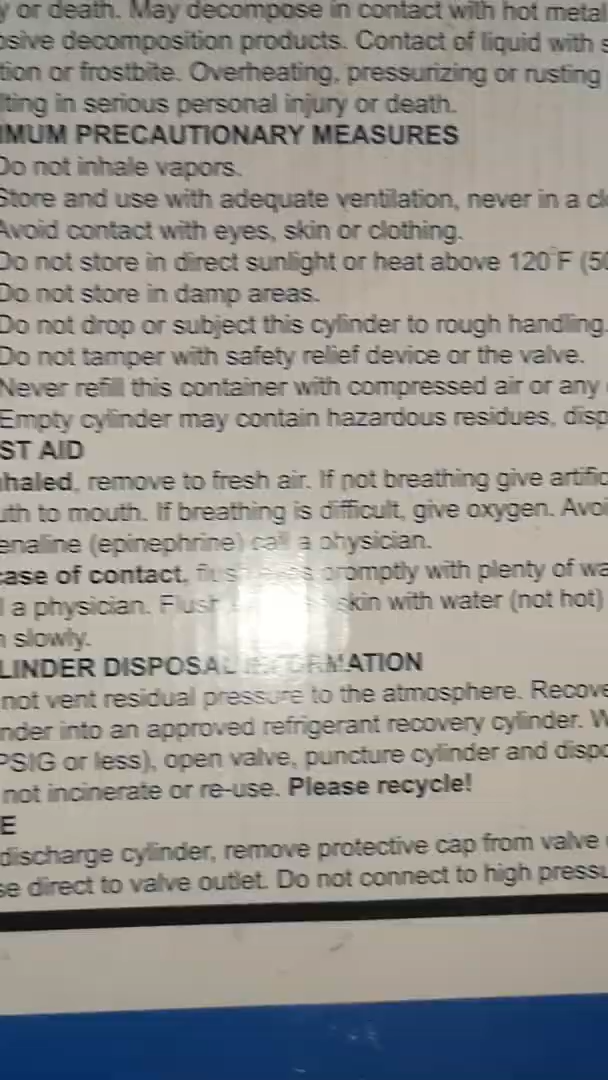 y or death. May decompose in contact with hot metal
osive decomposition products. Contact of liquid with s
tion or frostbite. Overheating, pressurizing or rusting
lting in serious personal injury or death.
IMUM PRECAUTIONARY MEASURES
Do not inhale vapors.
Store and use with adequate ventilation, never in a cl
Avoid contact with eyes, skin or clothing.
Do not store in direct sunlight or heat above 120°F (50
Do not store in damp areas.
Do not drop or subject this cylinder to rough handling.
Do not tamper with safety relief device or the valve.
Never refill this container with compressed air or any
Empty cylinder may contain hazardous residues, disp
ST AID
nhaled, remove to fresh air. If not breathing give artific
uth to mouth. If breathing is difficult, give oxygen. Avoi
enaline (epinephrine) call a physician.
case of contact, flush eyes promptly with plenty of wa
l a physician. Flush skin with water (not hot)
n slowly.
LINDER DISPOSAL INFORMATION
not vent residual pressure to the atmosphere. Recove
nder into an approved refrigerant recovery cylinder. W
PSIG or less), open valve, puncture cylinder and dispo
not incinerate or re-use. Please recycle!
E
discharge cylinder, remove protective cap from valve
se direct to valve outlet. Do not connect to high pressu